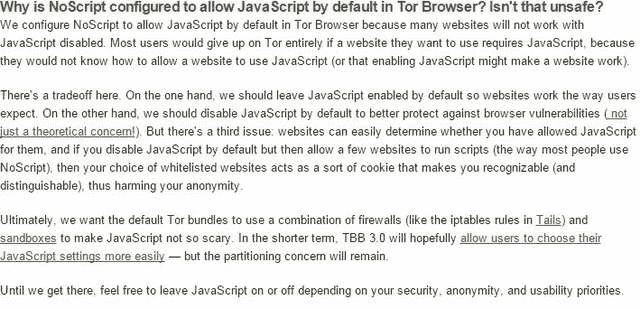 Why is NoScript configured to allow JavaScript by default in Tor Browser? Isn't that unsafe?
We configure NoScript to allow JavaScript by default in Tor Browser because many websites will not work with
JavaScript disabled. Most users would give up on Tor entirely if a website they want to use requires JavaScript, because
they would not know how to allow a website to use JavaScript (or that enabling JavaScript might make a website work).
There's a tradeoff here. On the one hand, we should leave JavaScript enabled by default so websites work the way users
expect. On the other hand, we should disable JavaScript by default to better protect against browser vulnerabilities ( not
just a theoretical concern!). But there's a third issue: websites can easily determine whether you have allowed JavaScript
for them, and if you disable JavaScript by default but then allow a few websites to run scripts (the way most people use
NoScript), then your choice of whitelisted websites acts as a sort of cookie that makes you recognizable (and
distinguishable), thus harming your anonymity.
Ultimately, we want the default Tor bundles to use a combination of firewalls (like the iptables rules in Tails) and
sandboxes to make JavaScript not so scary. In the shorter term, TBB 3.0 will hopefully allow users to choose their
JavaScript settings more easily — but the partitioning concern will remain.
Until we get there, feel free to leave JavaScript on or off depending on your security, anonymity, and usability priorities.